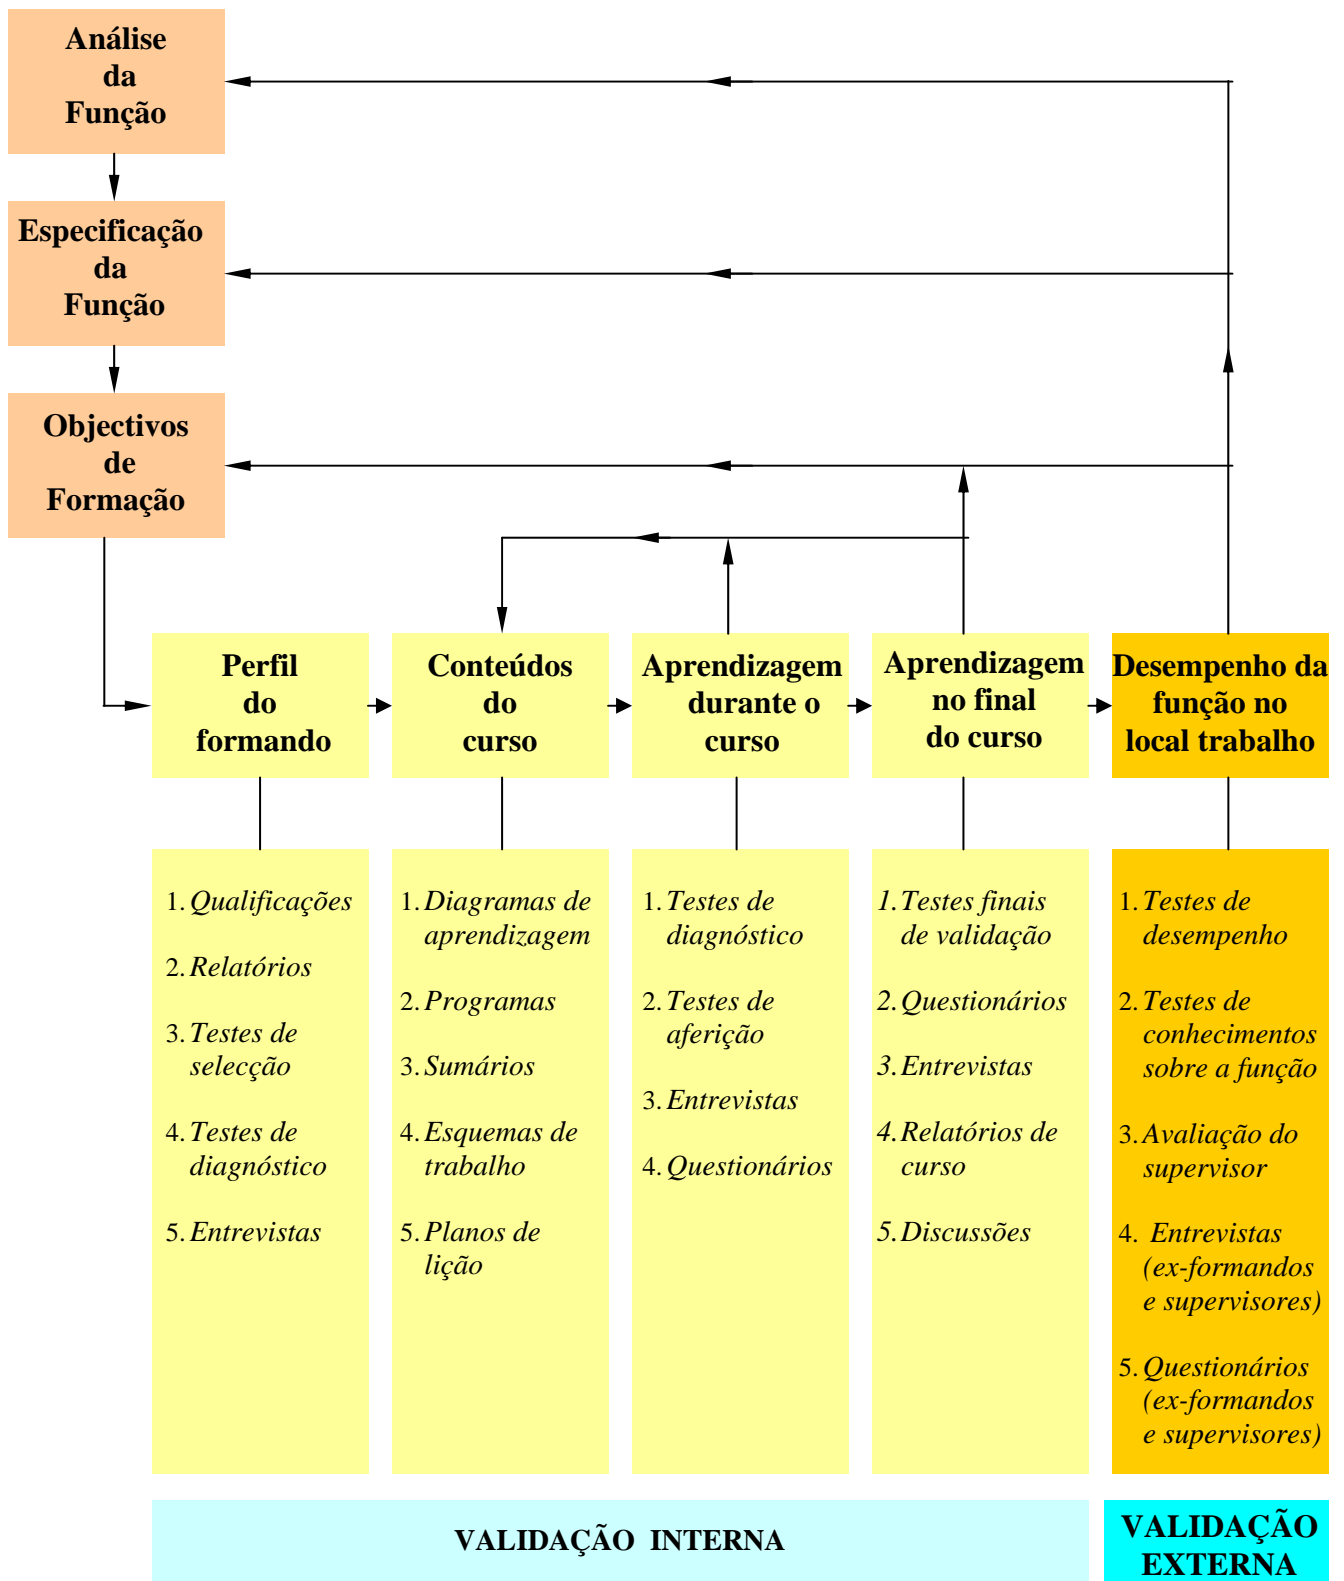 Análise
da
Função
Especificação
da
Função
Objectivos
de
Formação
Perfil
do
formando
Conteúdos
do
curso
Aprendizagem
durante o
curso
Aprendizagem
no final
do curso
Desempenho da
função no
local trabalho
1. Qualificações
2. Relatórios
3. Testes de
selecção
4. Testes de
diagnóstico
5. Entrevistas
1. Diagramas de
aprendizagem
2. Programas
3. Sumários
4. Esquemas de
trabalho
5. Planos de
lição
1. Testes de
diagnóstico
2. Testes de
aferição
3. Entrevistas
4. Questionários
1. Testes finais
de validação
2. Questionários
3. Entrevistas
4. Relatórios de
curso
5. Discussões
1. Testes de
desempenho
2. Testes de
conhecimentos
sobre a função
3. Avaliação do
supervisor
4. Entrevistas
(ex-formandos
e supervisores)
5. Questionários
(ex-formandos
e supervisores)
VALIDAÇÃO INTERNA
VALIDAÇÃO
EXTERNA